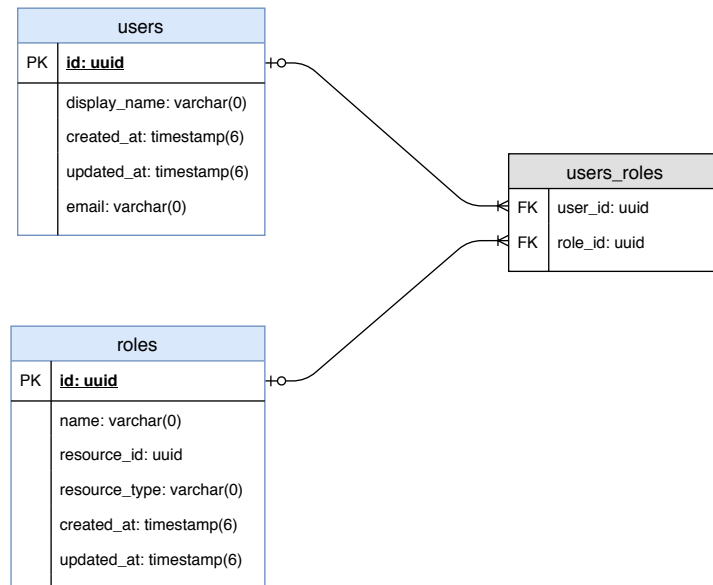 users
PK id: uuid
display_name: varchar(0)
created_at: timestamp(6)
updated_at: timestamp(6)
email: varchar(0)
users_roles
FK user_id: uuid
FK role_id: uuid
roles
PK id: uuid
name: varchar(0)
resource_id: uuid
resource_type: varchar(0)
created_at: timestamp(6)
updated_at: timestamp(6)